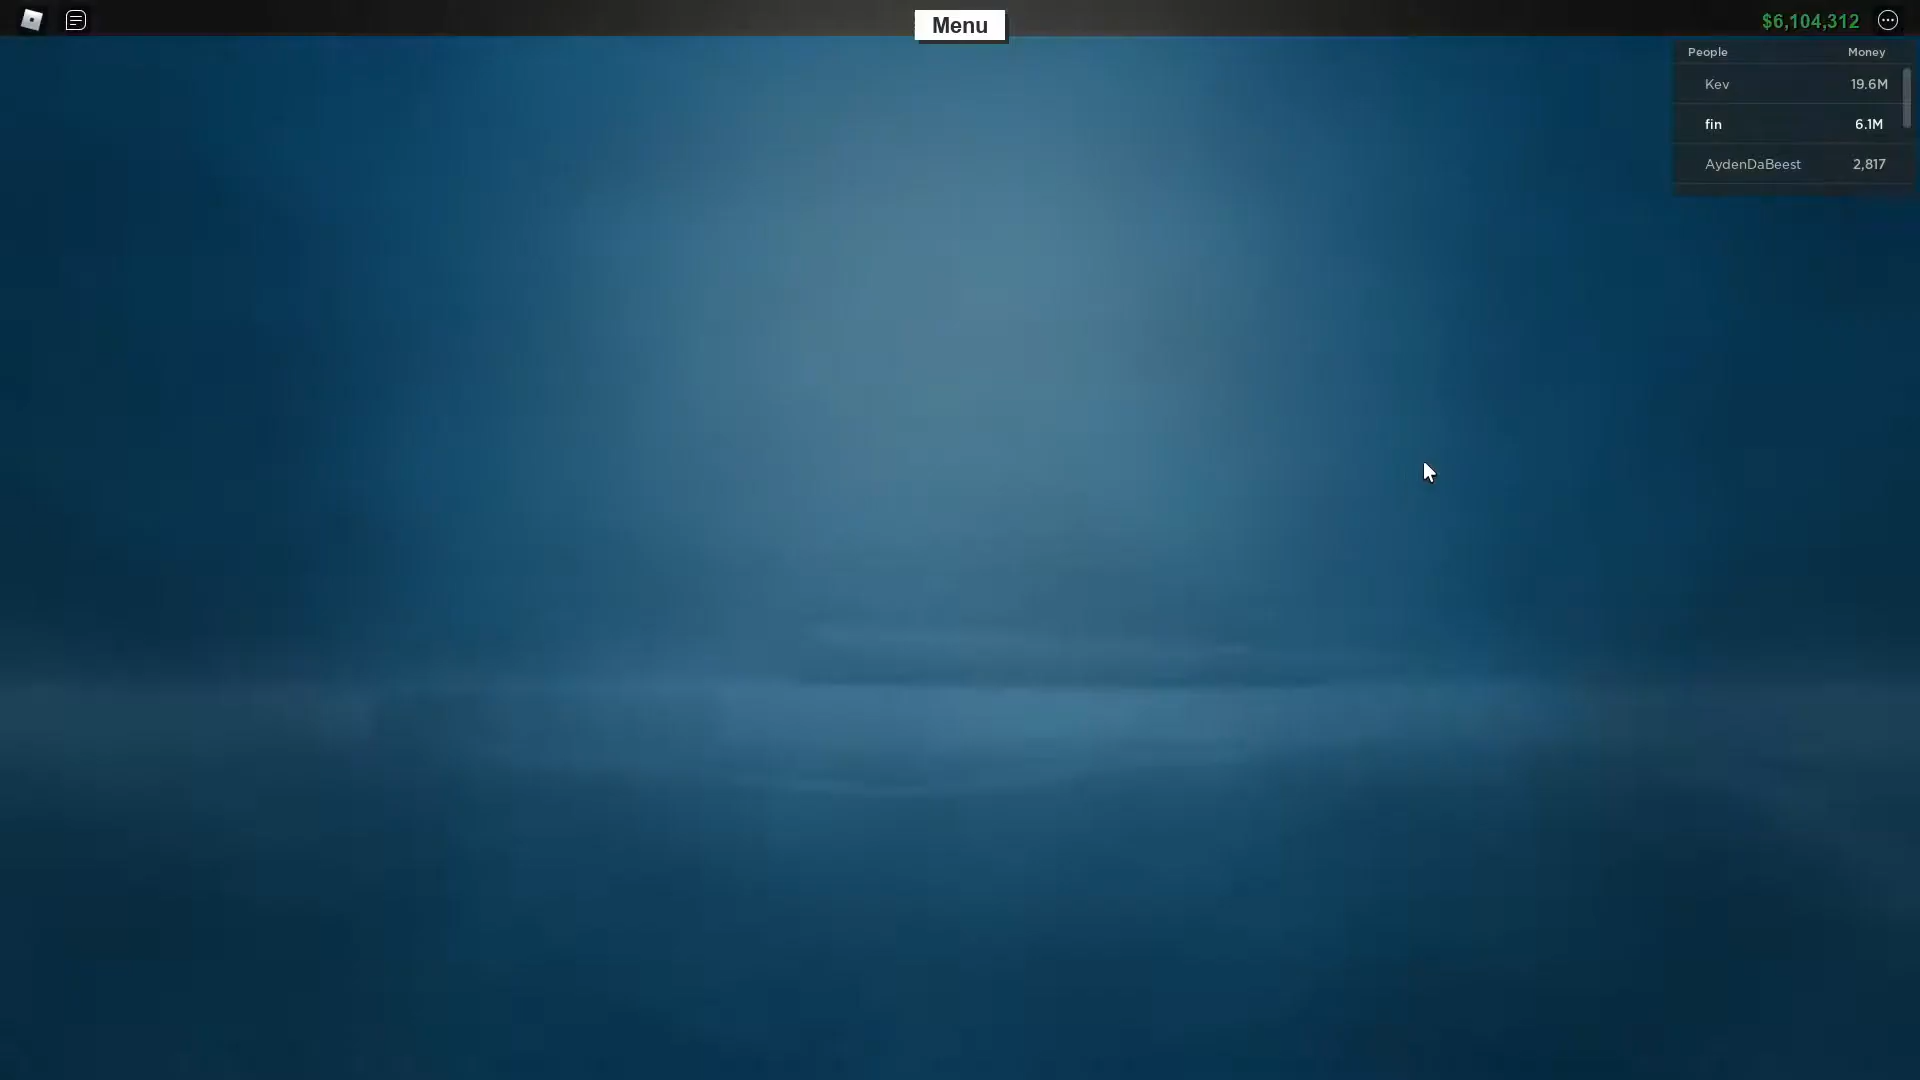 Menu
$6,104,312
People Money
Kev 19.6M
fin 6.1M
AydenDaBeest 2,817